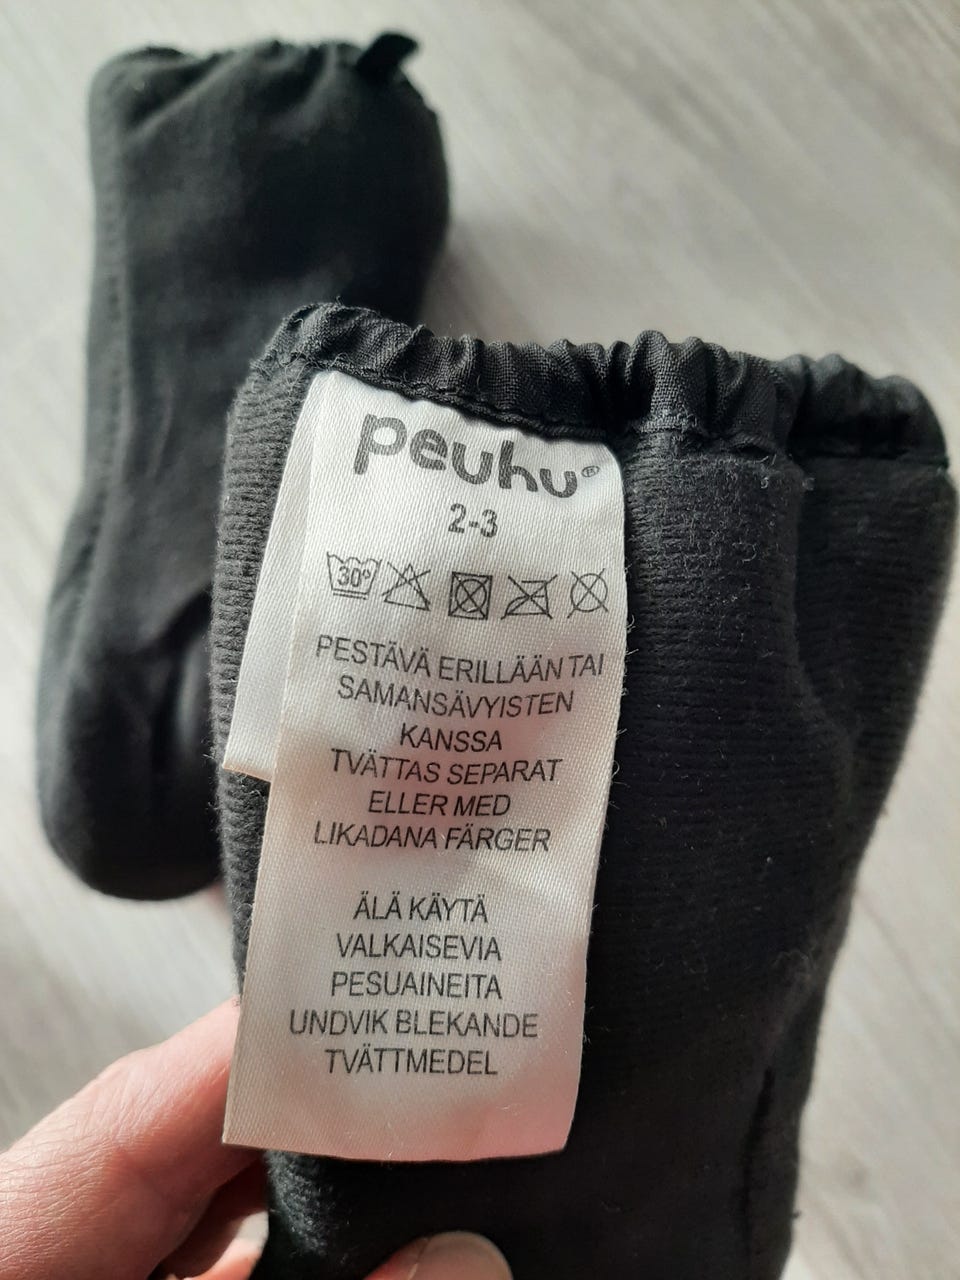 peuhu®
2-3
30°
PESTÄVÄ ERILLÄÄN TAI
SAMANSÄVYISTEN
KANSSA
TVÄTTAS SEPARAT
ELLER MED
LIKADANA FÄRGER
ÄLÄ KÄYTÄ
VALKAISEVIA
PESUAINEITA
UNDVIK BLEKANDE
TVÄTTMEDEL